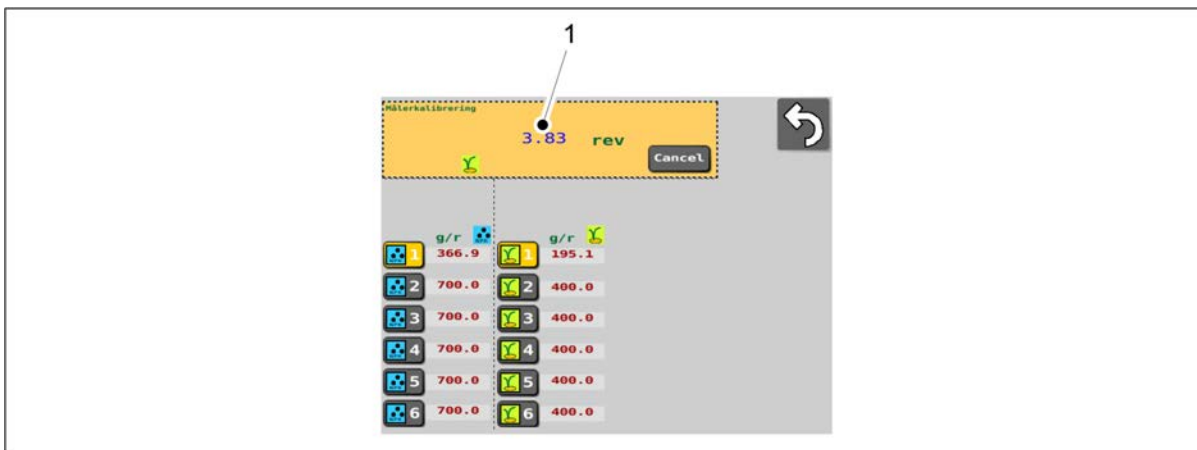 1
Målerkalibrering
3.83 rev
Cancel
g/r g/r
1 366.9 1 195.1
2 700.0 2 400.0
3 700.0 3 400.0
4 700.0 4 400.0
5 700.0 5 400.0
6 700.0 6 400.0